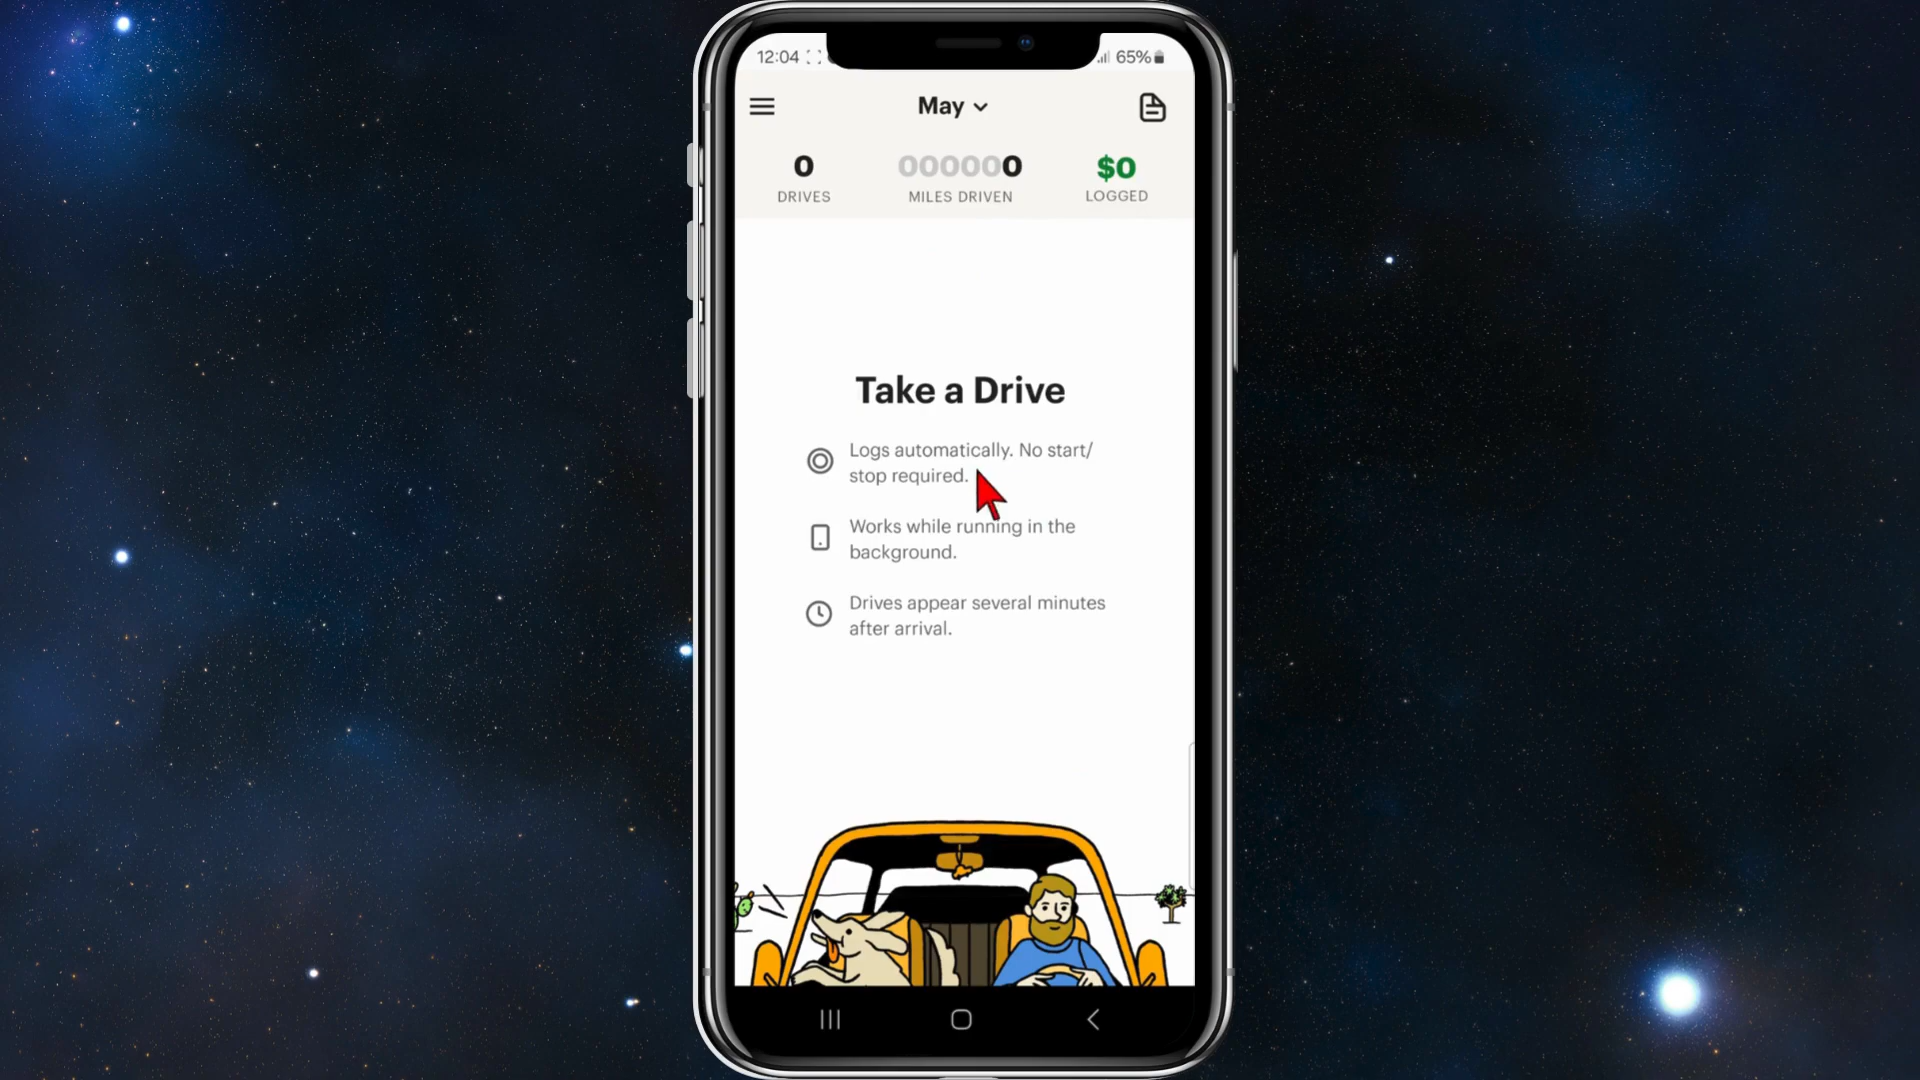 12:04
65%
May
0
000000
$0
DRIVES
MILES DRIVEN
LOGGED
Take a Drive
Logs automatically. No start/
stop required.
Works while running in the
background.
Drives appear several minutes
after arrival.